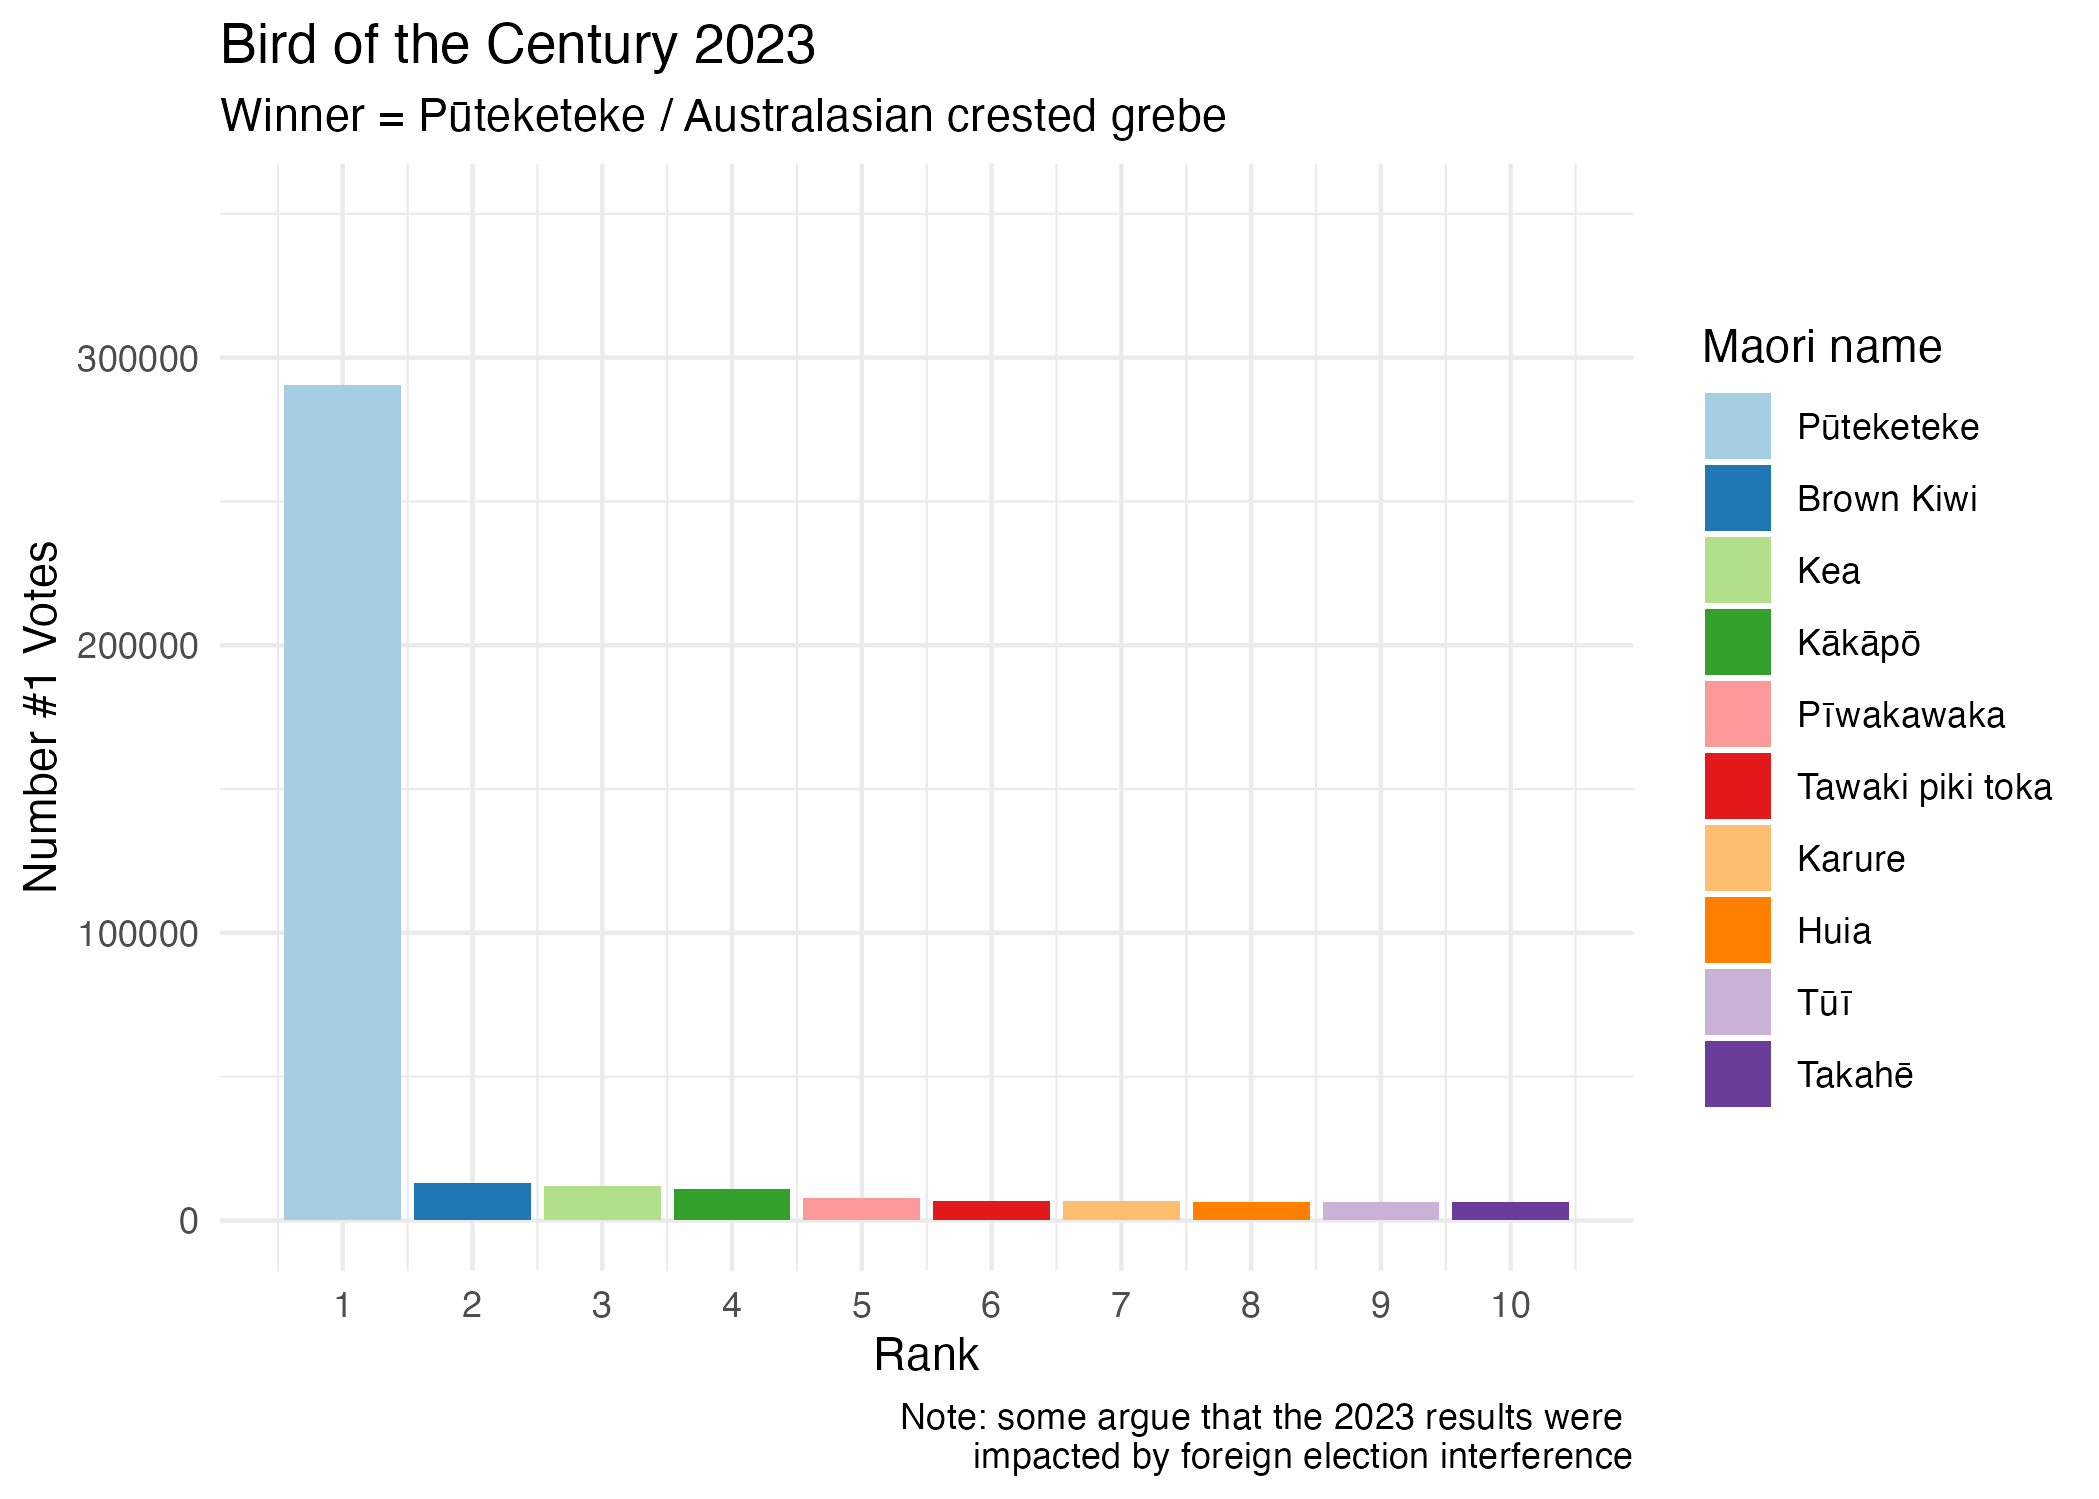 Bird of the Century 2023
Winner = Pūteketeke / Australasian crested grebe
Number #1 Votes
300000
200000
100000
0
1 2 3 4 5 6 7 8 9 10
Rank
Maori name
Pūteketeke
Brown Kiwi
Kea
Kākāpō
Pīwakawaka
Tawaki piki toka
Karure
Huia
Tūī
Takahē
Note: some argue that the 2023 results were
impacted by foreign election interference